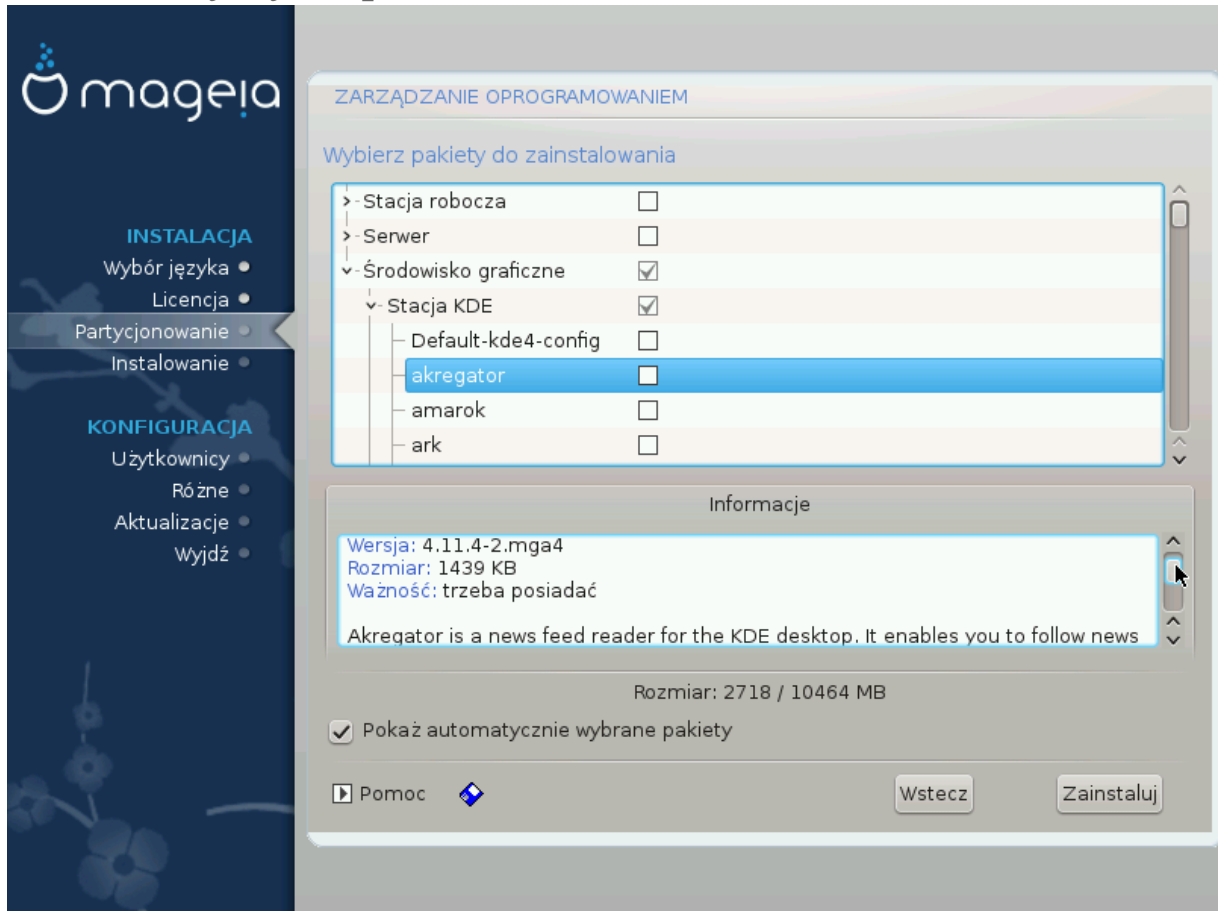 mageia
INSTALACJA
Wybór języka
Licencja
Partycjonowanie
Instalowanie
KONFIGURACJA
Użytkownicy
Różne
Aktualizacje
Wyjdź
ZARZĄDZANIE OPROGRAMOWANIEM
Wybierz pakiety do zainstalowania
Stacja robocza
Serwer
Środowisko graficzne
Stacja KDE
Default-kde4-config
akregator
amarok
ark
Informacje
Wersja: 4.11.4-2.mga4
Rozmiar: 1439 KB
Ważność: trzeba posiadać
Akregator is a news feed reader for the KDE desktop. It enables you to follow news
Rozmiar: 2718 / 10464 MB
Pokaż automatycznie wybrane pakiety
Pomoc
Wstecz
Zainstaluj